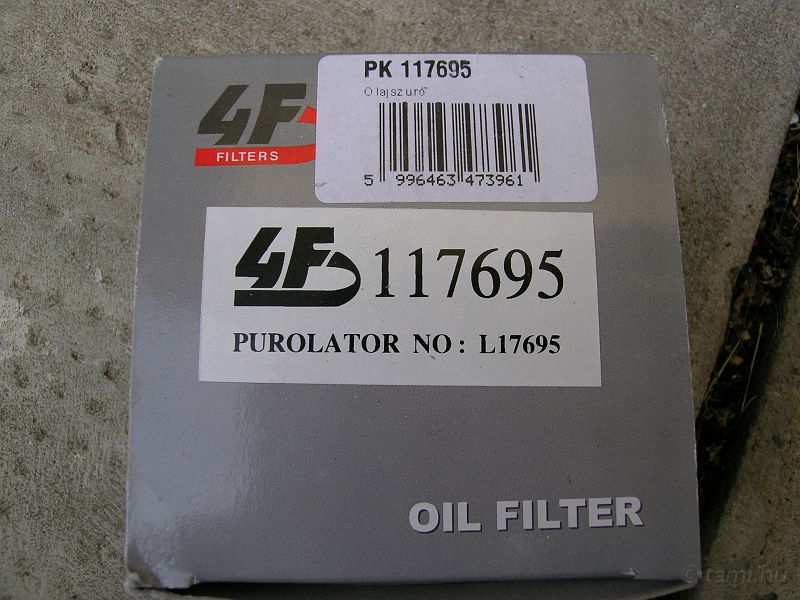 PK 117695
Olajszűrő
5 996463 473961
4F
FILTERS
4F 117695
PUROLATOR NO: L17695
OIL FILTER
© tami.hu